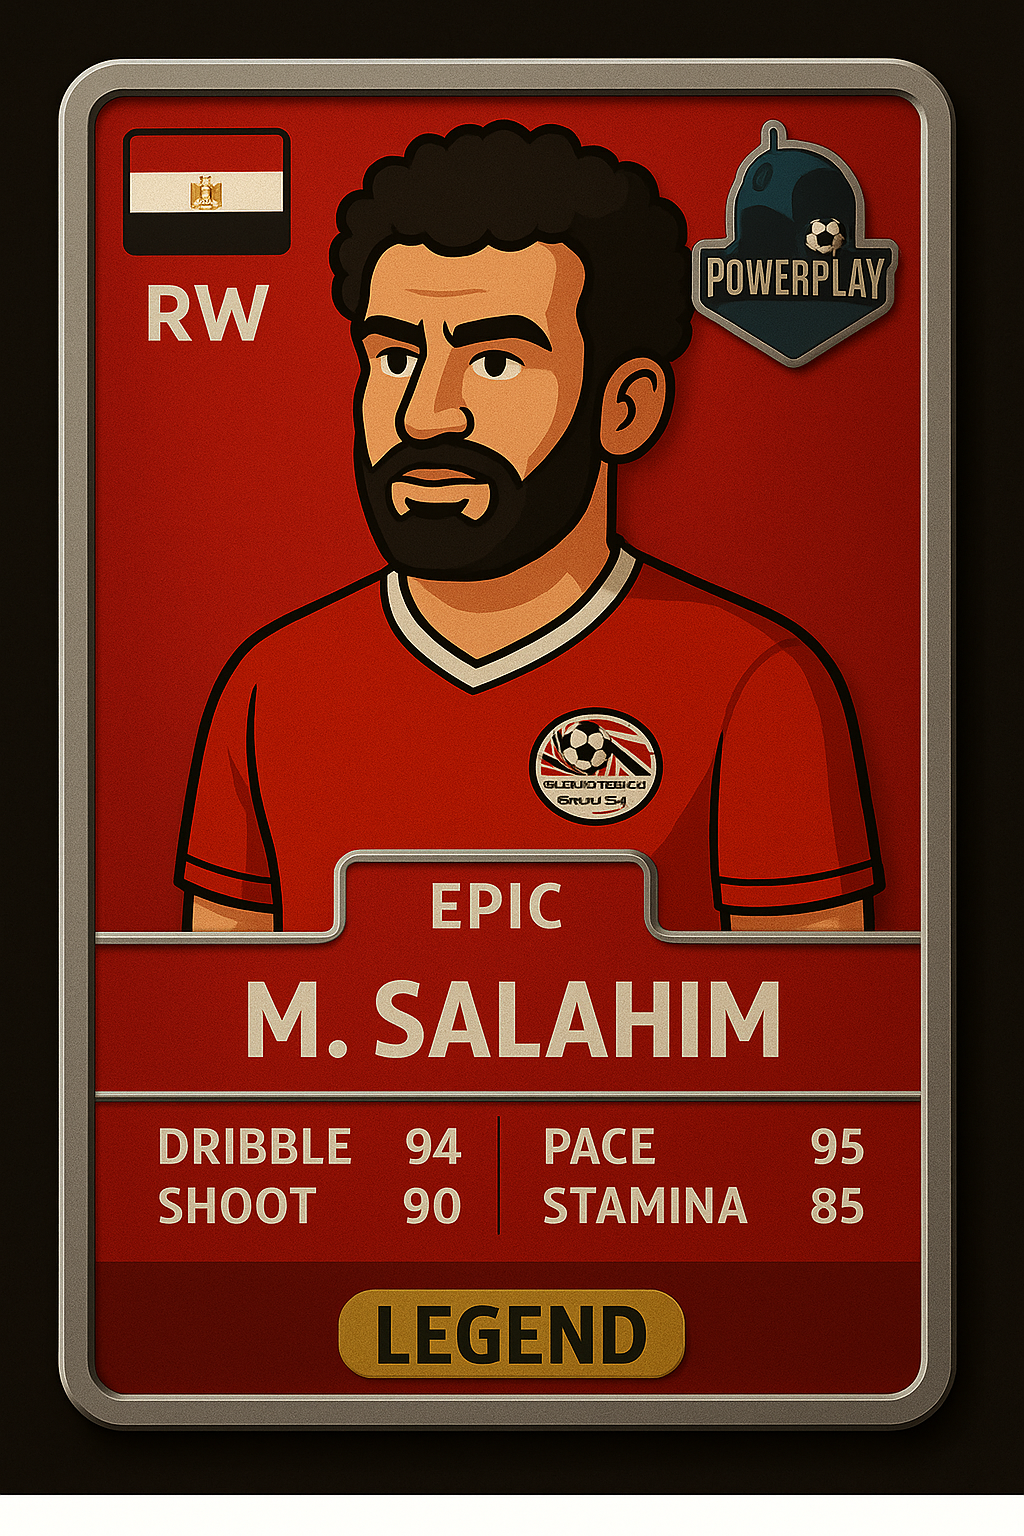 RW
POWERPLAY
EPIC
M. SALAHIM
DRIBBLE 94
SHOOT 90
PACE 95
STAMINA 85
LEGEND